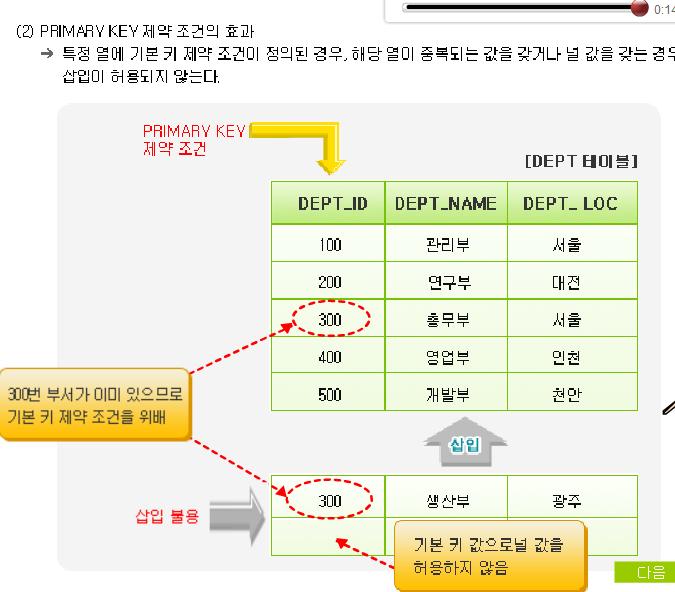 0:14
(2) PRIMARY KEY 제약 조건의 효과
→ 특정 열에 기본 키 제약 조건이 정의된 경우, 해당 열이 중복되는 값을 갖거나 널 값을 갖는 경우
삽입이 허용되지 않는다.
PRIMARY KEY
제약 조건
[DEPT 테이블]
DEPT_ID DEPT_NAME DEPT_ LOC
100 관리부 서울
200 연구부 대전
300 총무부 서울
400 영업부 인천
500 개발부 천안
300번 부서가 이미 있으므로
기본 키 제약 조건을 위배
삽입
300 생산부 광주
삽입 불용
기본 키 값으로널 값을
허용하지 않음
다음